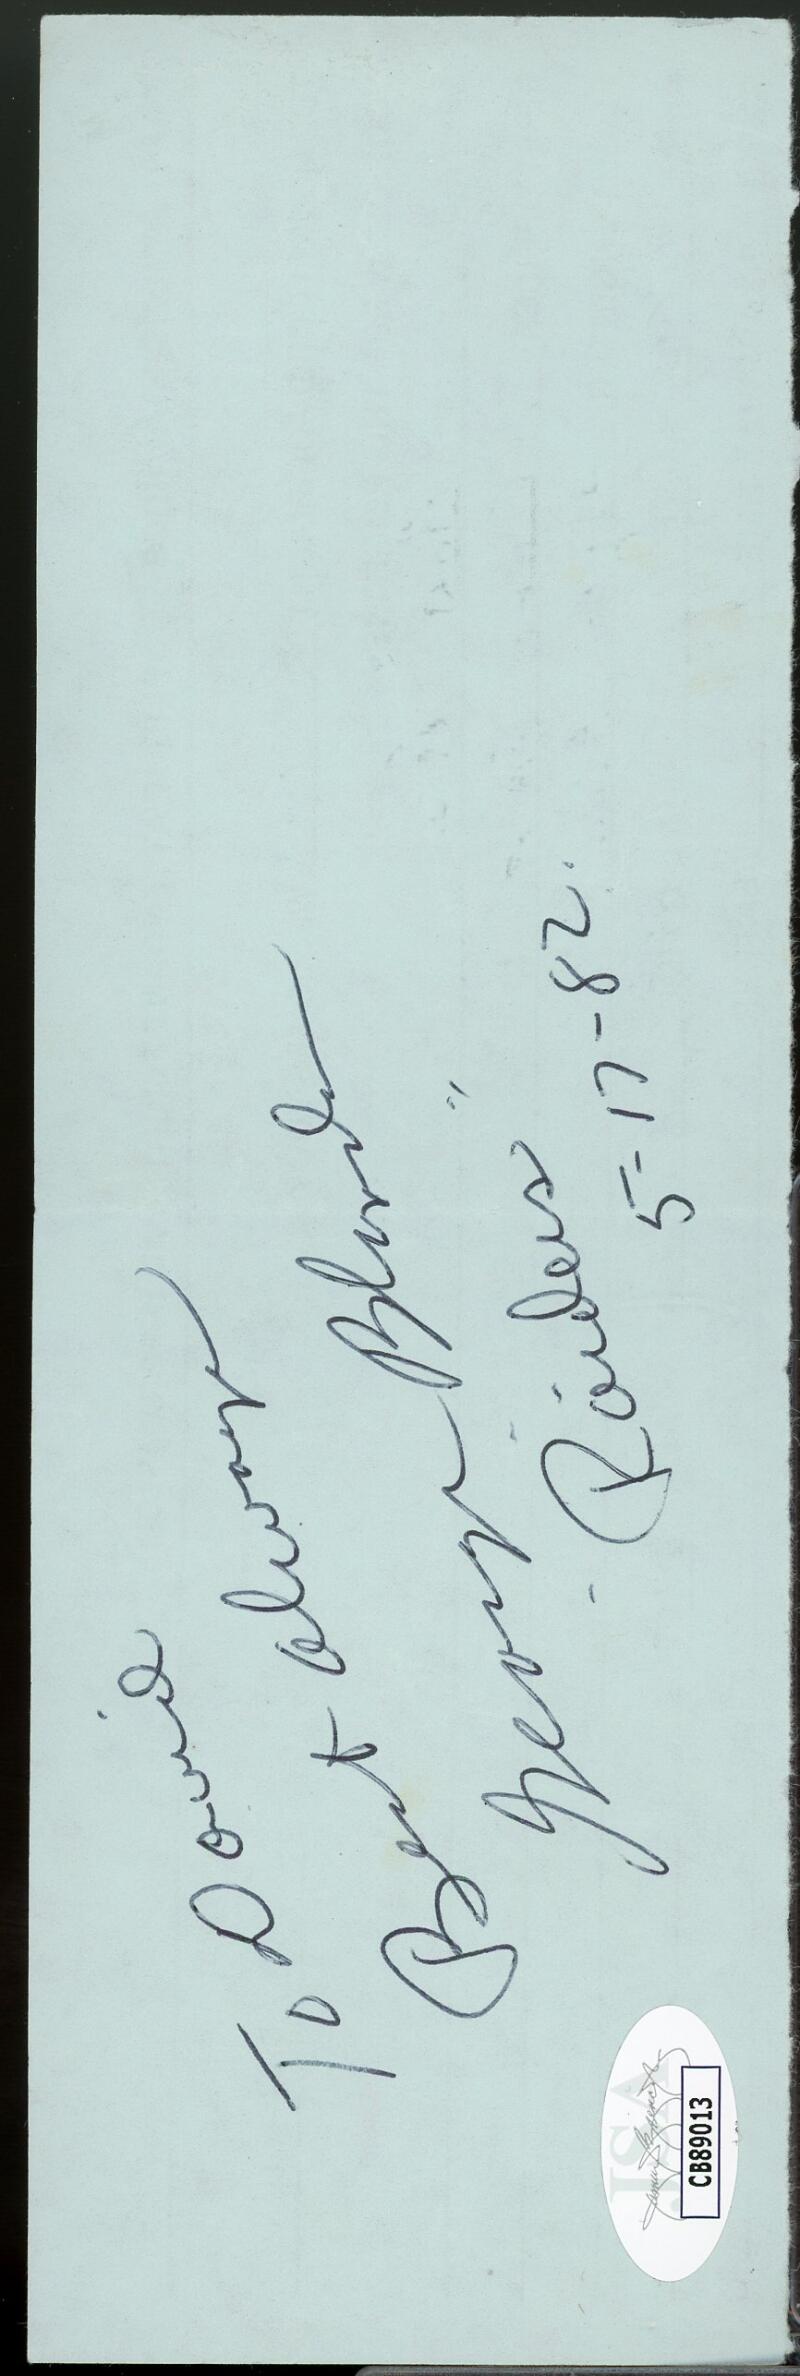 To David
Best always
George Blanda
- "Raiders"
5-17-82.
JSA
CB89013